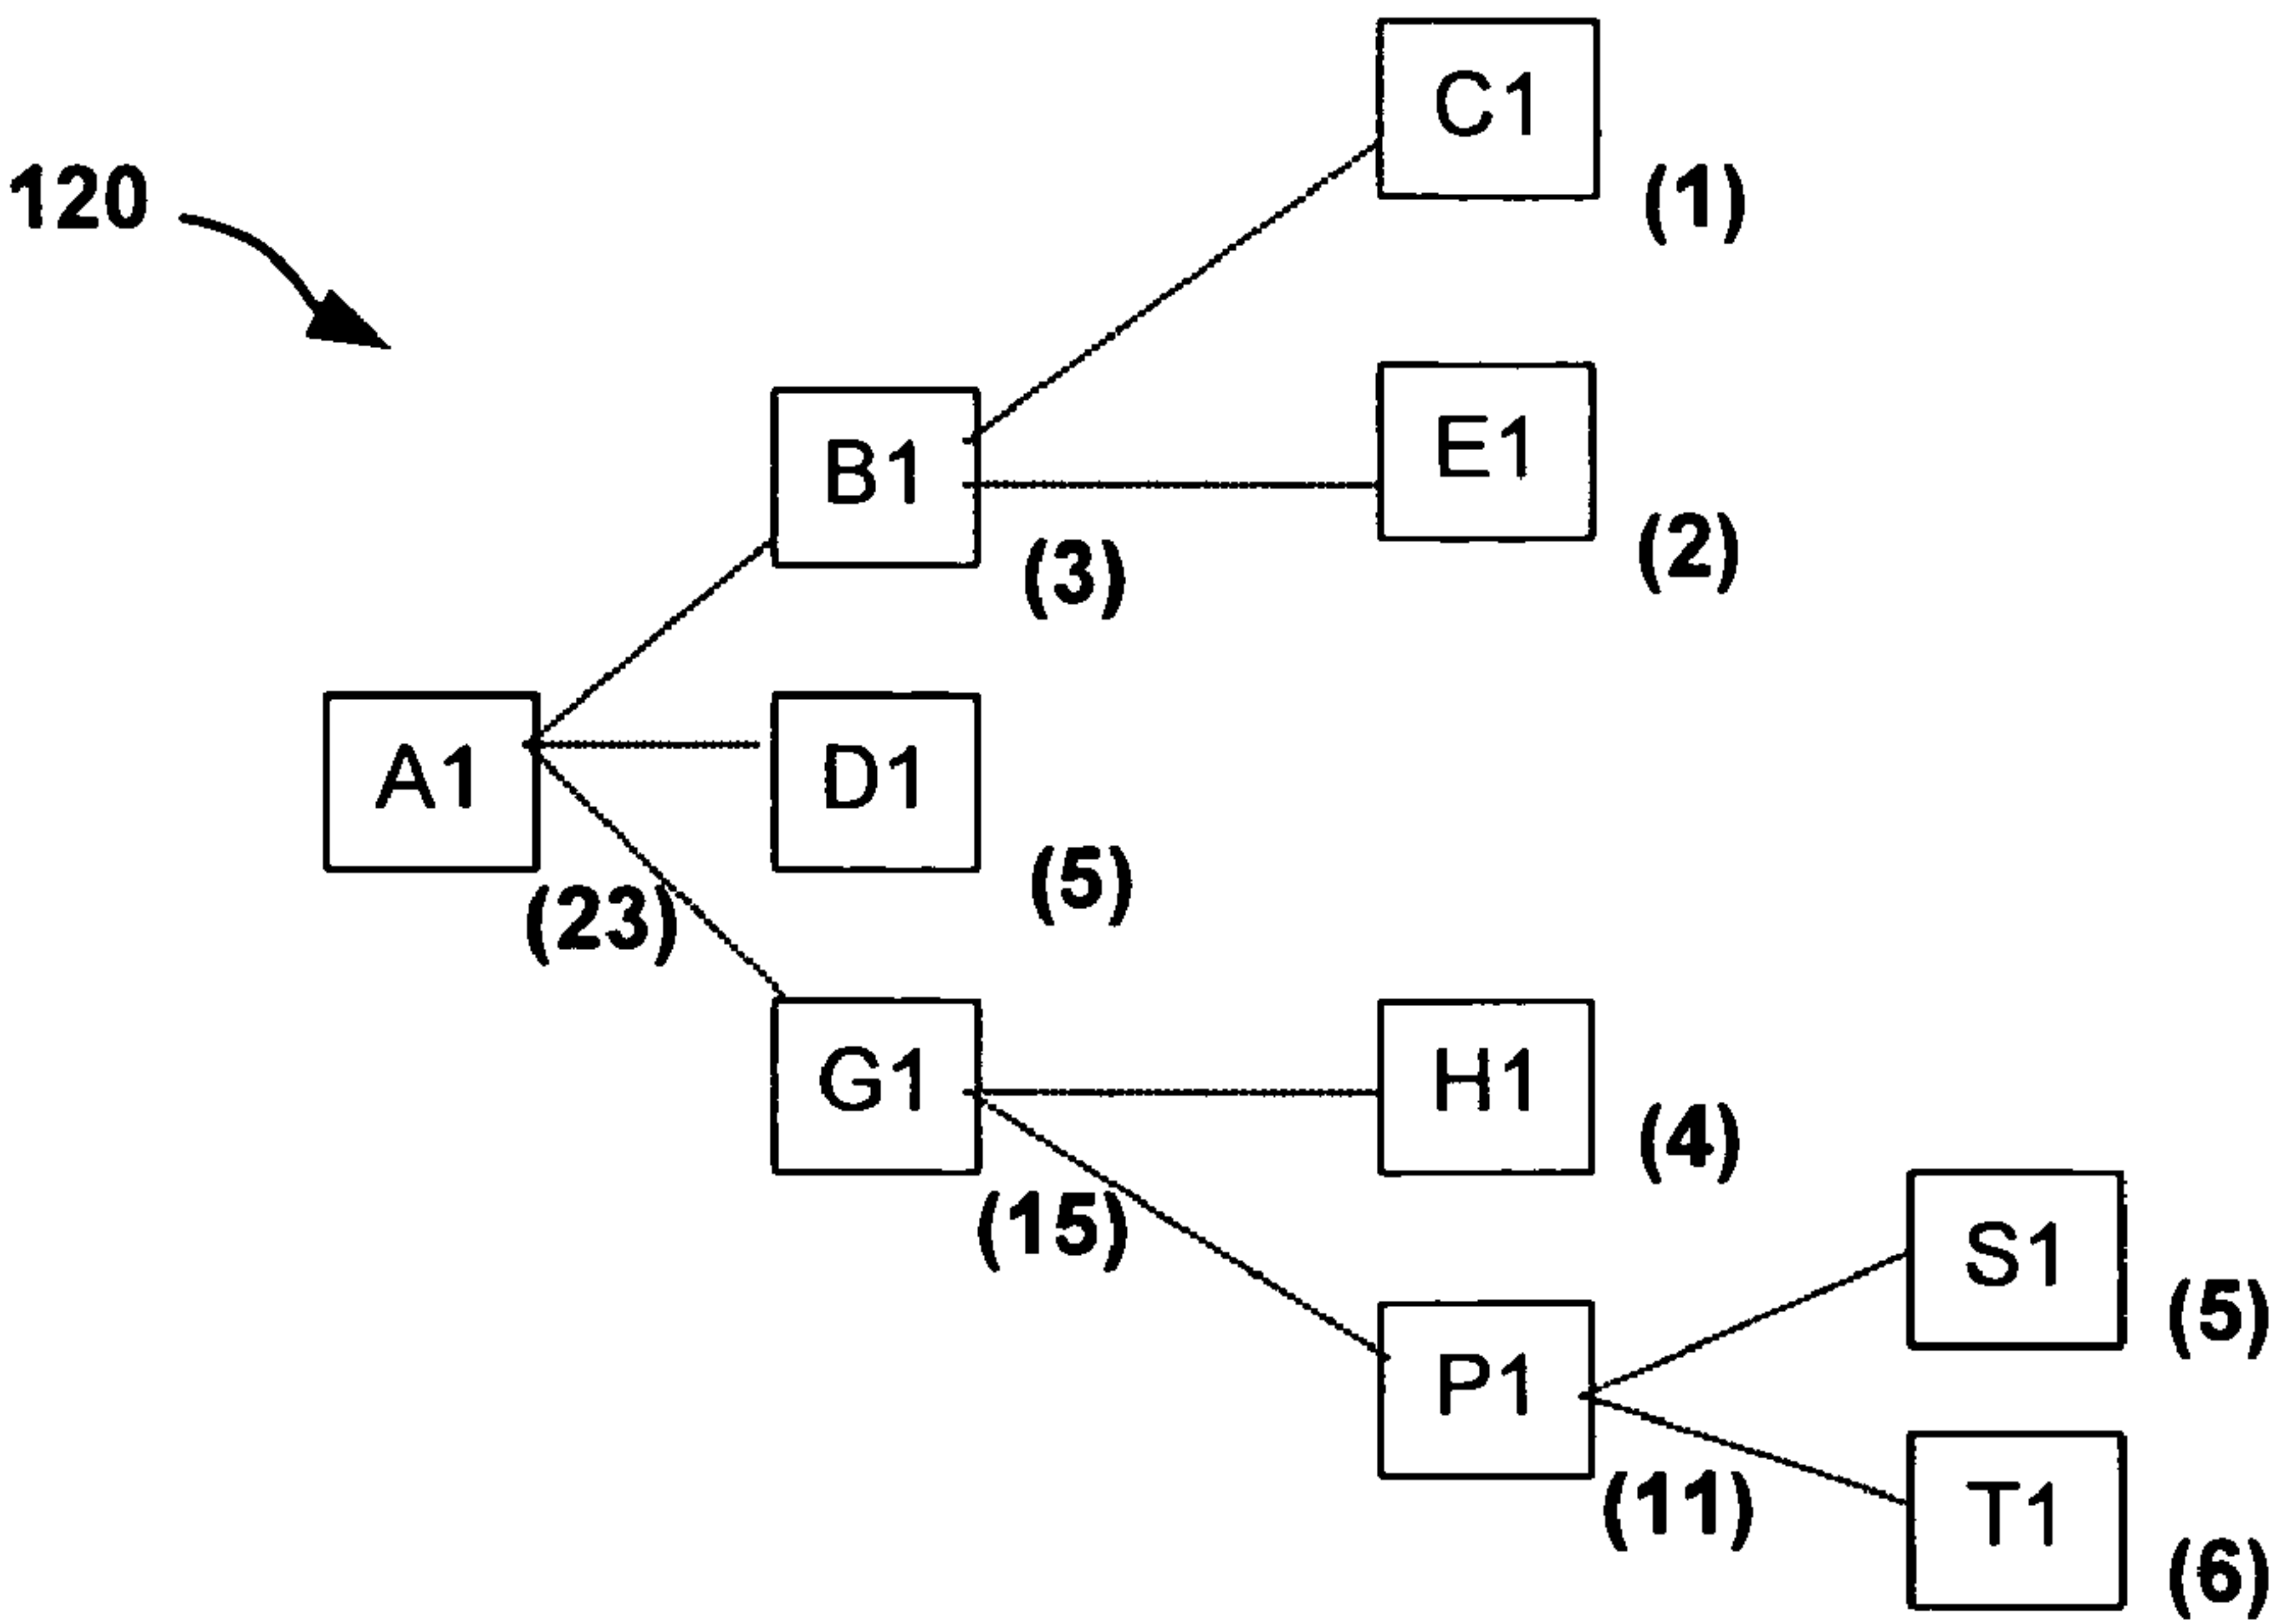 C1
(1)
120
E1
(2)
B1
(3)
A1
(23)
D1
(5)
G1
(15)
H1
(4)
S1
(5)
P1
(11)
T1
(6)